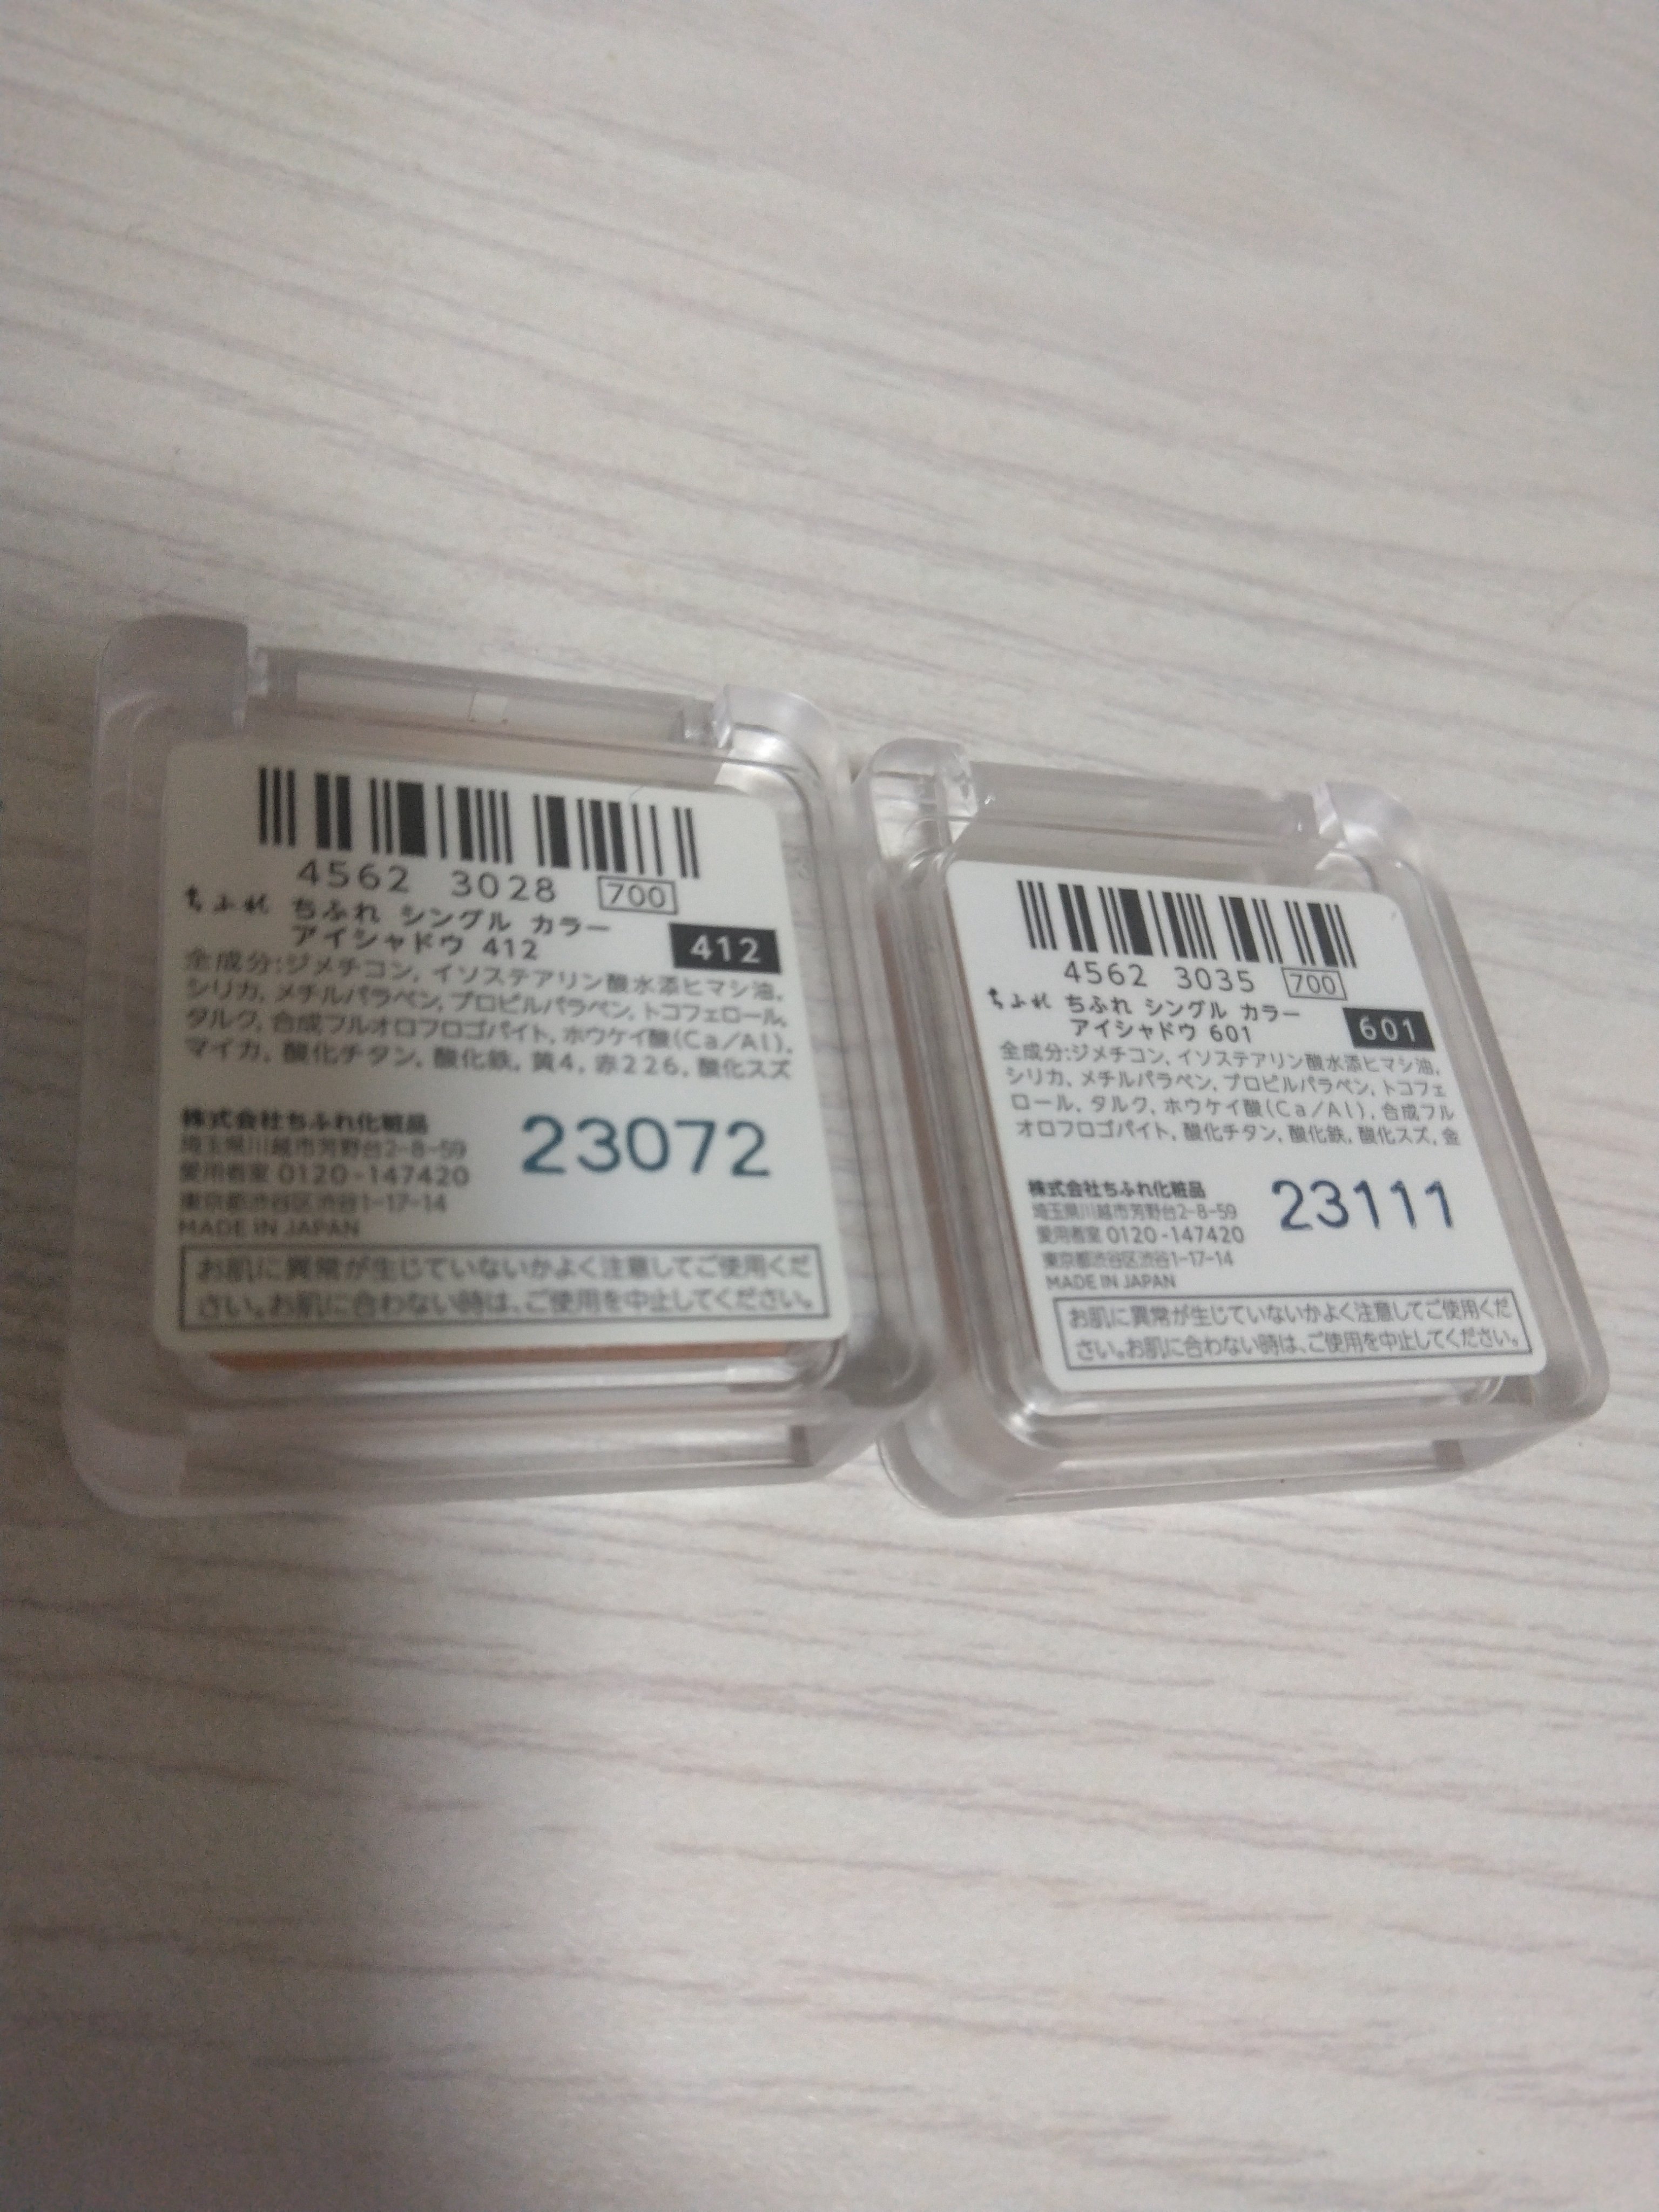 4562 3028 700
ちふれ ちふれ シングル カラー
アイシャドウ 412 412
全成分:ジメチコン, イソステアリン酸水添ヒマシ油,
シリカ, メチルパラベン, プロピルパラベン, トコフェロール,
タルク, 合成フルオロフロゴパイト, ホウケイ酸(Ca/Al),
マイカ, 酸化チタン, 酸化鉄, 黄4, 赤226, 酸化スズ
株式会社ちふれ化粧品
埼玉県川越市芳野台2-8-59
愛用者室 0120-147420
東京都渋谷区渋谷1-17-14
MADE IN JAPAN
23072
お肌に異常が生じていないかよく注意してご使用くだ
さい。お肌に合わない時は、ご使用を中止してください。
4562 3035 700
ちふれ ちふれ シングル カラー
アイシャドウ 601 601
全成分:ジメチコン, イソステアリン酸水添ヒマシ油,
シリカ, メチルパラベン, プロピルパラベン, トコフェ
ロール, タルク, ホウケイ酸(Ca/Al), 合成フル
オロフロゴパイト, 酸化チタン, 酸化鉄, 酸化スズ, 金
株式会社ちふれ化粧品
埼玉県川越市芳野台2-8-59
愛用者室 0120-147420
東京都渋谷区渋谷1-17-14
MADE IN JAPAN
23111
お肌に異常が生じていないかよく注意してご使用くだ
さい。お肌に合わない時は、ご使用を中止してください。